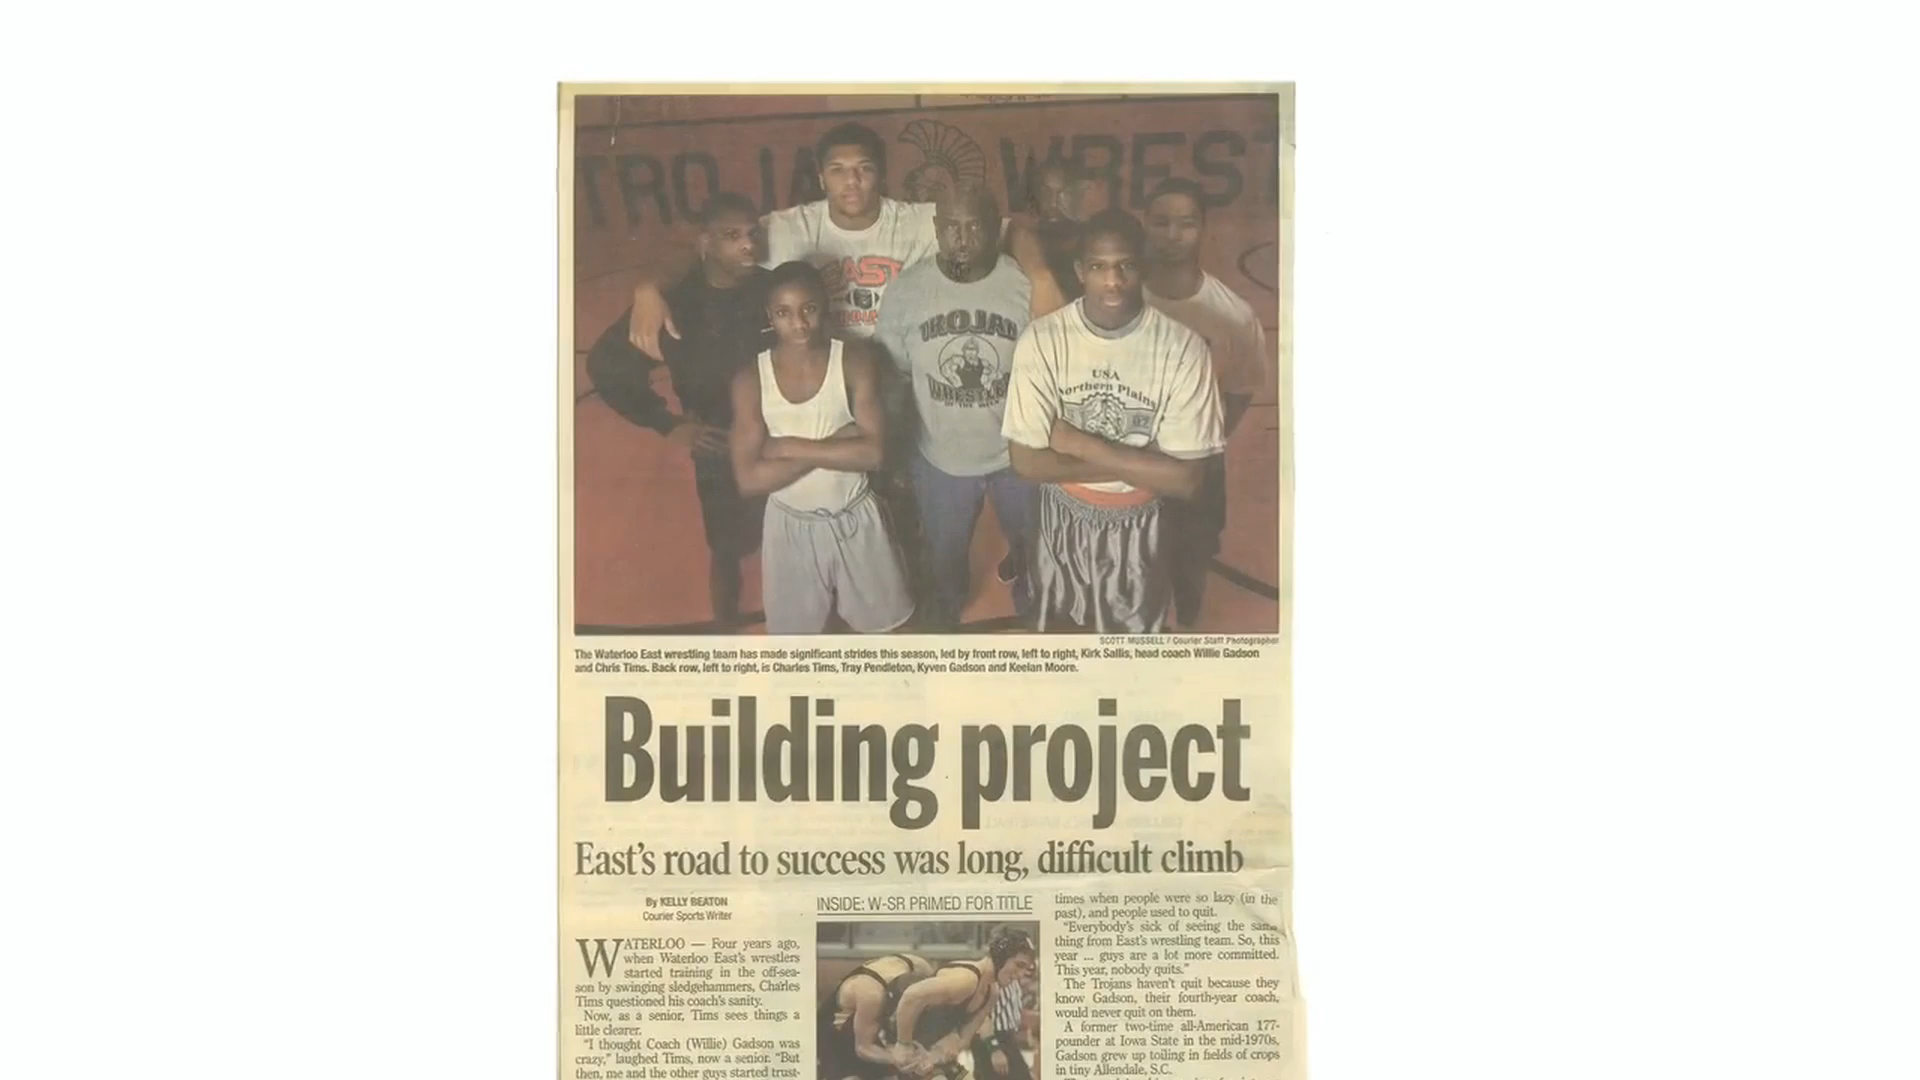 TROJAN WREST
EAST
TROJAN
WRESTLER
OF THE WEEK
USA
Northern Plains
SCOTT MUSSELL / Courier Staff Photographer
The Waterloo East wrestling team has made significant strides this season, led by front row, left to right, Kirk Sallis, head coach Willie Gadson
and Chris Tims. Back row, left to right, is Charles Tims, Tray Pendleton, Kyven Gadson and Keelan Moore.
Building project
East's road to success was long, difficult climb
By KELLY BEATON
Courier Sports Writer
WATERLOO — Four years ago,
when Waterloo East's wrestlers
started training in the off-sea-
son by swinging sledgehammers, Charles
Tims questioned his coach's sanity.
Now, as a senior, Tims sees things a
little clearer.
"I thought Coach (Willie) Gadson was
crazy," laughed Tims, now a senior. "But
then, me and the other guys started trust-
INSIDE: W-SR PRIMED FOR TITLE
times when people were so lazy (in the
past), and people used to quit.
"Everybody's sick of seeing the same
thing from East's wrestling team. So, this
year ... guys are a lot more committed.
This year, nobody quits."
The Trojans haven't quit because they
know Gadson, their fourth-year coach,
would never quit on them.
A former two-time all-American 177-
pounder at Iowa State in the mid-1970s,
Gadson grew up toiling in fields of crops
in tiny Allendale, S.C.